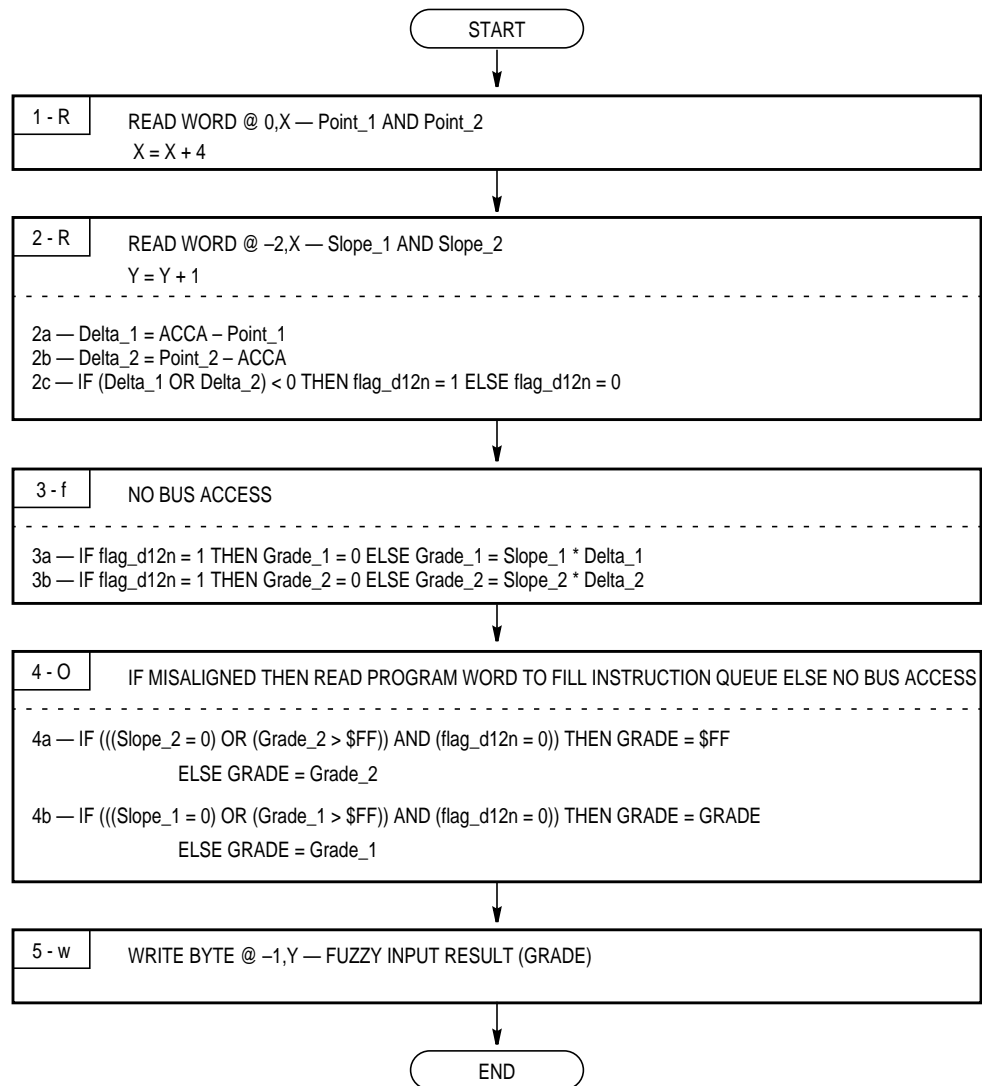 START
1 - R
READ WORD @ 0,X — Point_1 AND Point_2
X = X + 4
2 - R
READ WORD @ –2,X — Slope_1 AND Slope_2
Y = Y + 1
2a — Delta_1 = ACCA – Point_1
2b — Delta_2 = Point_2 – ACCA
2c — IF (Delta_1 OR Delta_2) < 0 THEN flag_d12n = 1 ELSE flag_d12n = 0
3 - f
NO BUS ACCESS
3a — IF flag_d12n = 1 THEN Grade_1 = 0 ELSE Grade_1 = Slope_1 * Delta_1
3b — IF flag_d12n = 1 THEN Grade_2 = 0 ELSE Grade_2 = Slope_2 * Delta_2
4 - O
IF MISALIGNED THEN READ PROGRAM WORD TO FILL INSTRUCTION QUEUE ELSE NO BUS ACCESS
4a — IF (((Slope_2 = 0) OR (Grade_2 > $FF)) AND (flag_d12n = 0)) THEN GRADE = $FF
ELSE GRADE = Grade_2
4b — IF (((Slope_1 = 0) OR (Grade_1 > $FF)) AND (flag_d12n = 0)) THEN GRADE = GRADE
ELSE GRADE = Grade_1
5 - w
WRITE BYTE @ –1,Y — FUZZY INPUT RESULT (GRADE)
END